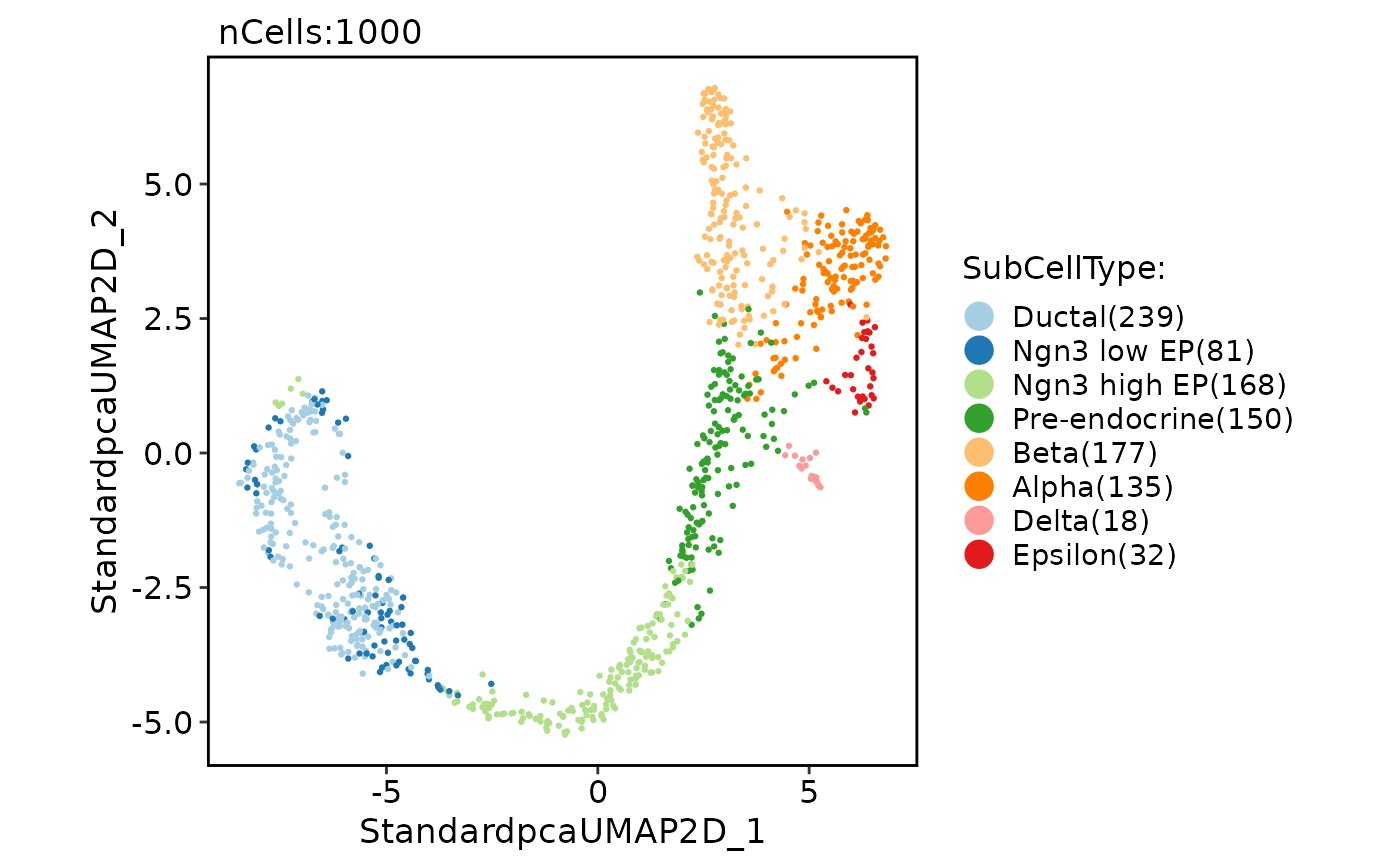 nCells:1000
StandardpcaUMAP2D_2
5.0
2.5
0.0
-2.5
-5.0
-5
0
5
StandardpcaUMAP2D_1
SubCellType:
Ductal(239)
Ngn3 low EP(81)
Ngn3 high EP(168)
Pre-endocrine(150)
Beta(177)
Alpha(135)
Delta(18)
Epsilon(32)